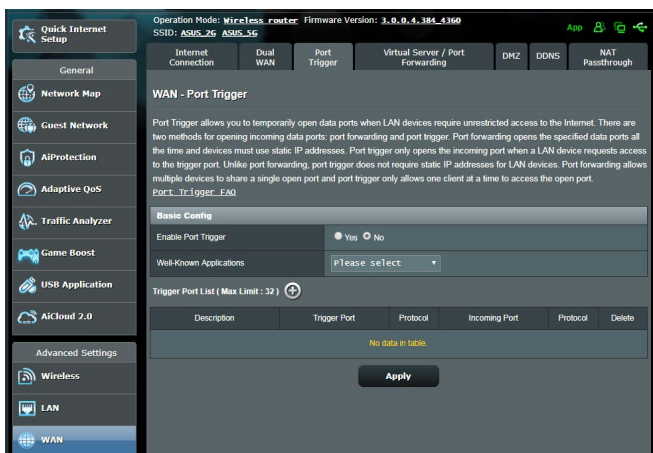 Quick Internet
Setup
General
Network Map
Guest Network
AiProtection
Adaptive QoS
Traffic Analyzer
Game Boost
USB Application
AiCloud 2.0
Advanced Settings
Wireless
LAN
WAN
Operation Mode: Wireless router Firmware Version: 3.0.0.4.384_4360
SSID: ASUS_2G ASUS_5G
App
Internet
Connection
Dual
WAN
Port
Trigger
Virtual Server / Port
Forwarding
DMZ
DDNS
NAT
Passthrough
WAN - Port Trigger
Port Trigger allows you to temporarily open data ports when LAN devices require unrestricted access to the Internet. There are
two methods for opening incoming data ports: port forwarding and port trigger. Port forwarding opens the specified data ports all
the time and devices must use static IP addresses. Port trigger only opens the incoming port when a LAN device requests access
to the trigger port. Unlike port forwarding, port trigger does not require static IP addresses for LAN devices. Port forwarding allows
multiple devices to share a single open port and port trigger only allows one client at a time to access the open port.
Port Trigger FAQ
Basic Config
Enable Port Trigger Yes No
Well-Known Applications Please select
Trigger Port List ( Max Limit : 32 )
Description Trigger Port Protocol Incoming Port Protocol Delete
No data in table.
Apply